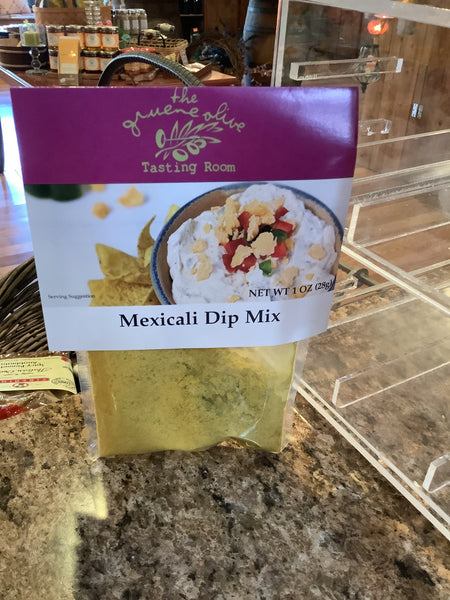 the
gruene olive
Tasting Room
Serving Suggestion
NET WT 1 OZ (28g)
Mexicali Dip Mix